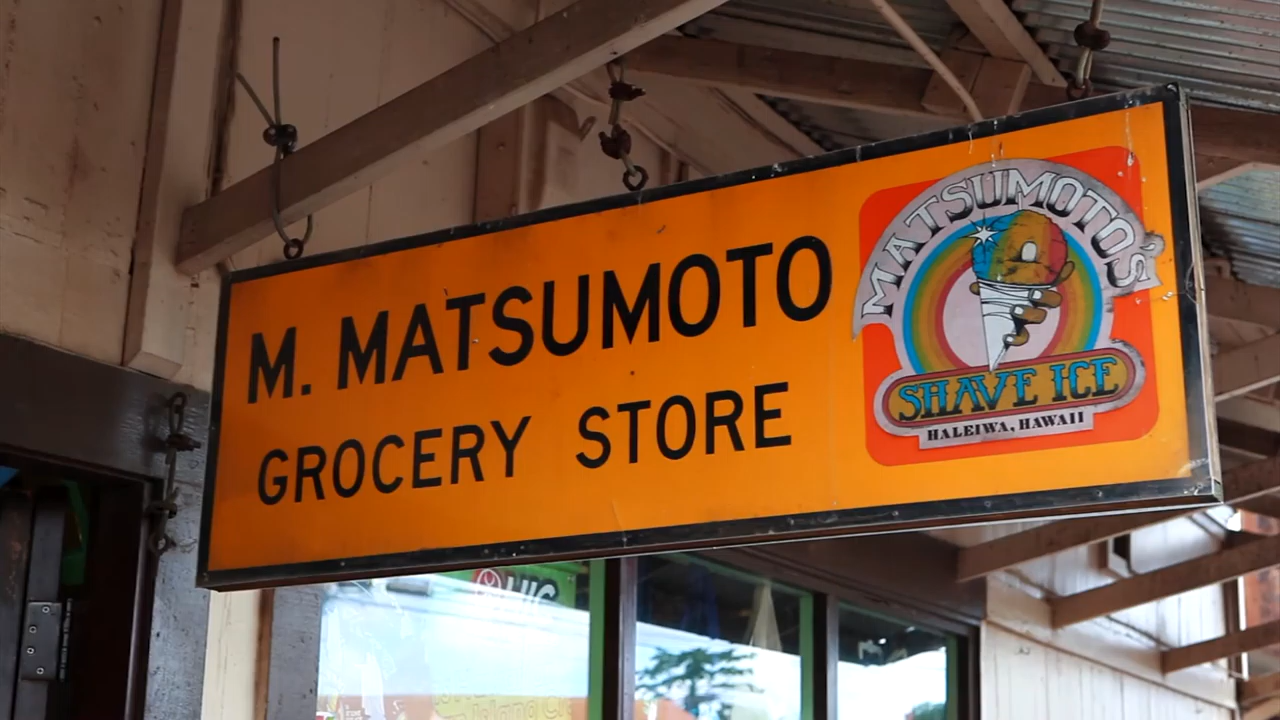 M. MATSUMOTO
GROCERY STORE
MATSUMOTO'S
SHAVE ICE
HALEIWA, HAWAII